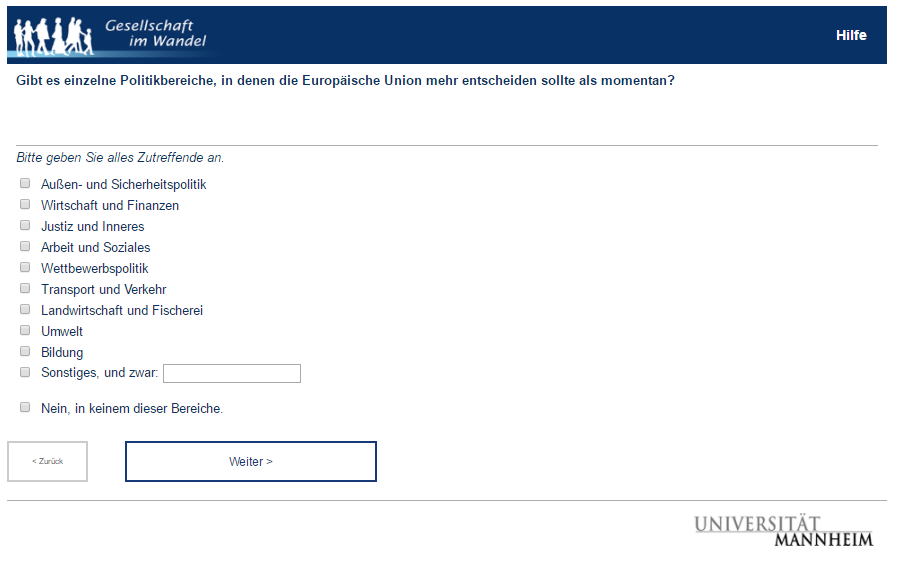 Gesellschaft
im Wandel
Hilfe
Gibt es einzelne Politikbereiche, in denen die Europäische Union mehr entscheiden sollte als momentan?
Bitte geben Sie alles Zutreffende an.
Außen- und Sicherheitspolitik
Wirtschaft und Finanzen
Justiz und Inneres
Arbeit und Soziales
Wettbewerbspolitik
Transport und Verkehr
Landwirtschaft und Fischerei
Umwelt
Bildung
Sonstiges, und zwar:
Nein, in keinem dieser Bereiche.
< Zurück
Weiter >
UNIVERSITÄT
MANNHEIM